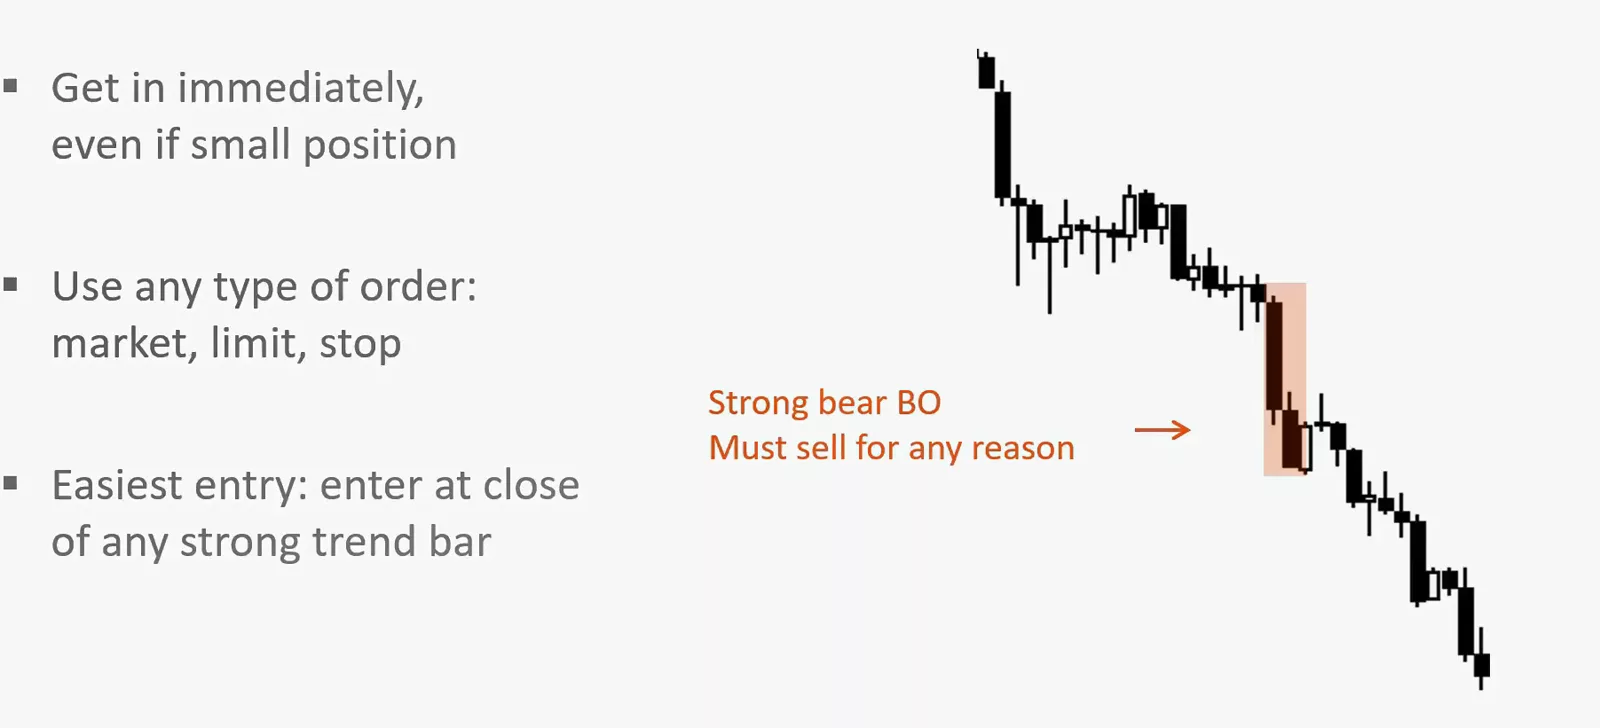 Get in immediately,
even if small position
Use any type of order:
market, limit, stop
Easiest entry: enter at close
of any strong trend bar
Strong bear BO
Must sell for any reason